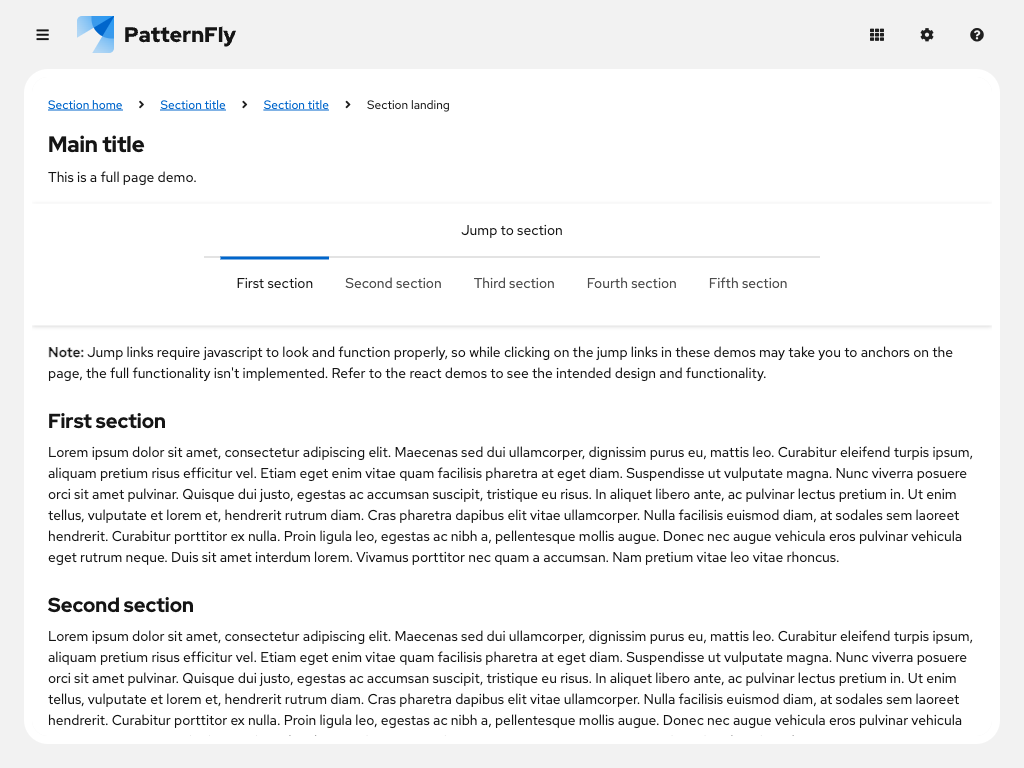 PatternFly
Section home Section title Section title Section landing
Main title
This is a full page demo.
Jump to section
First section Second section Third section Fourth section Fifth section
Note: Jump links require javascript to look and function properly, so while clicking on the jump links in these demos may take you to anchors on the
page, the full functionality isn't implemented. Refer to the react demos to see the intended design and functionality.
First section
Lorem ipsum dolor sit amet, consectetur adipiscing elit. Maecenas sed dui ullamcorper, dignissim purus eu, mattis leo. Curabitur eleifend turpis ipsum,
aliquam pretium risus efficitur vel. Etiam eget enim vitae quam facilisis pharetra at eget diam. Suspendisse ut vulputate magna. Nunc viverra posuere
orci sit amet pulvinar. Quisque dui justo, egestas ac accumsan suscipit, tristique eu risus. In aliquet libero ante, ac pulvinar lectus pretium in. Ut enim
tellus, vulputate et lorem et, hendrerit rutrum diam. Cras pharetra dapibus elit vitae ullamcorper. Nulla facilisis euismod diam, at sodales sem laoreet
hendrerit. Curabitur porttitor ex nulla. Proin ligula leo, egestas ac nibh a, pellentesque mollis augue. Donec nec augue vehicula eros pulvinar vehicula
eget rutrum neque. Duis sit amet interdum lorem. Vivamus porttitor nec quam a accumsan. Nam pretium vitae leo vitae rhoncus.
Second section
Lorem ipsum dolor sit amet, consectetur adipiscing elit. Maecenas sed dui ullamcorper, dignissim purus eu, mattis leo. Curabitur eleifend turpis ipsum,
aliquam pretium risus efficitur vel. Etiam eget enim vitae quam facilisis pharetra at eget diam. Suspendisse ut vulputate magna. Nunc viverra posuere
orci sit amet pulvinar. Quisque dui justo, egestas ac accumsan suscipit, tristique eu risus. In aliquet libero ante, ac pulvinar lectus pretium in. Ut enim
tellus, vulputate et lorem et, hendrerit rutrum diam. Cras pharetra dapibus elit vitae ullamcorper. Nulla facilisis euismod diam, at sodales sem laoreet
hendrerit. Curabitur porttitor ex nulla. Proin ligula leo, egestas ac nibh a, pellentesque mollis augue. Donec nec augue vehicula eros pulvinar vehicula